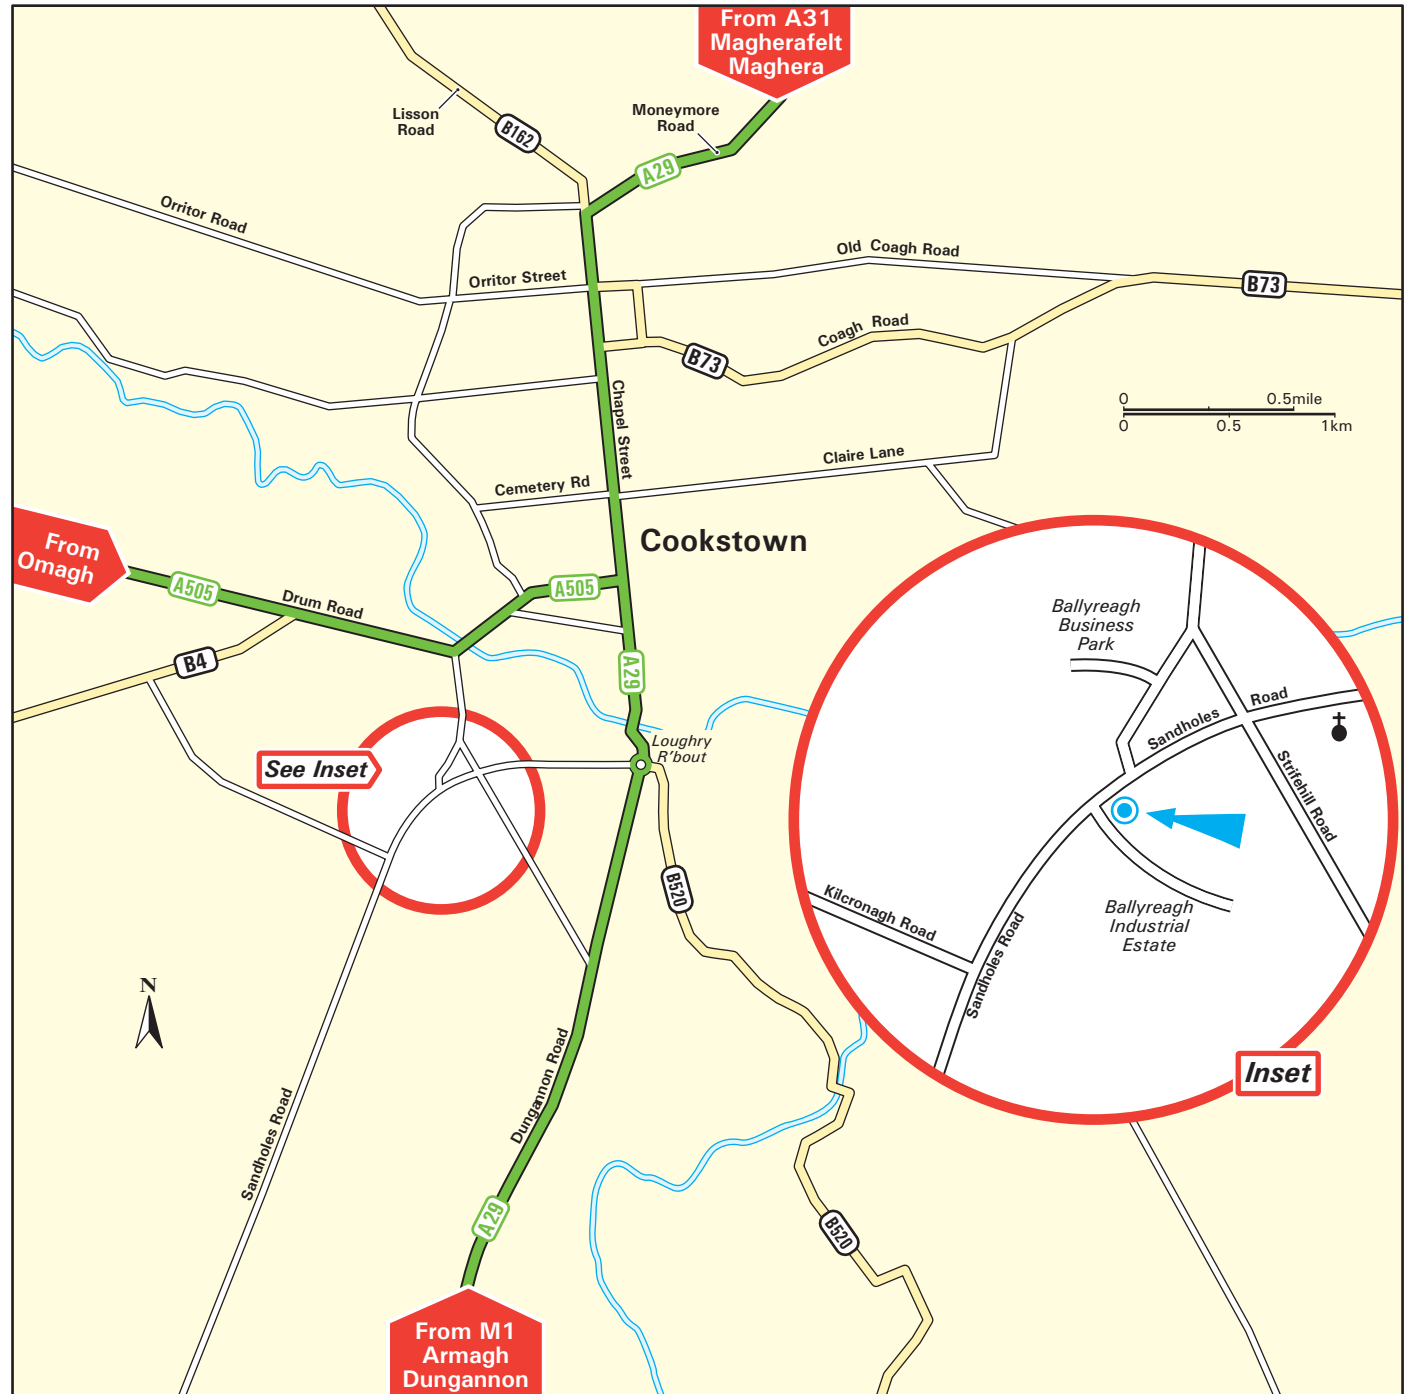 From A31
Magherafelt
Maghera
Lisson
Road
B162
Moneymore
Road
A29
Orritor Road
Orritor Street
Old Coagh Road
B73
Coagh Road
B73
Chapel Street
0 0.5mile
0 0.5 1km
Claire Lane
Cemetery Rd
Cookstown
From
Omagh
A505
Drum Road
A505
B4
A29
Loughry
R'bout
See Inset
Ballyreagh
Business
Park
Sandholes Road
Strifehill Road
Kilcronagh Road
Sandholes Road
Ballyreagh
Industrial
Estate
Inset
B520
N
Dungannon Road
Sandholes Road
A29
B520
From M1
Armagh
Dungannon